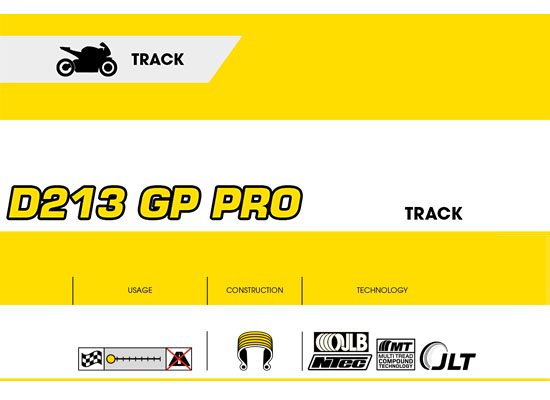 TRACK
D213 GP PRO
TRACK
USAGE CONSTRUCTION TECHNOLOGY
JLB
NTEC
MT
MULTI TREAD
COMPOUND
TECHNOLOGY
JLT